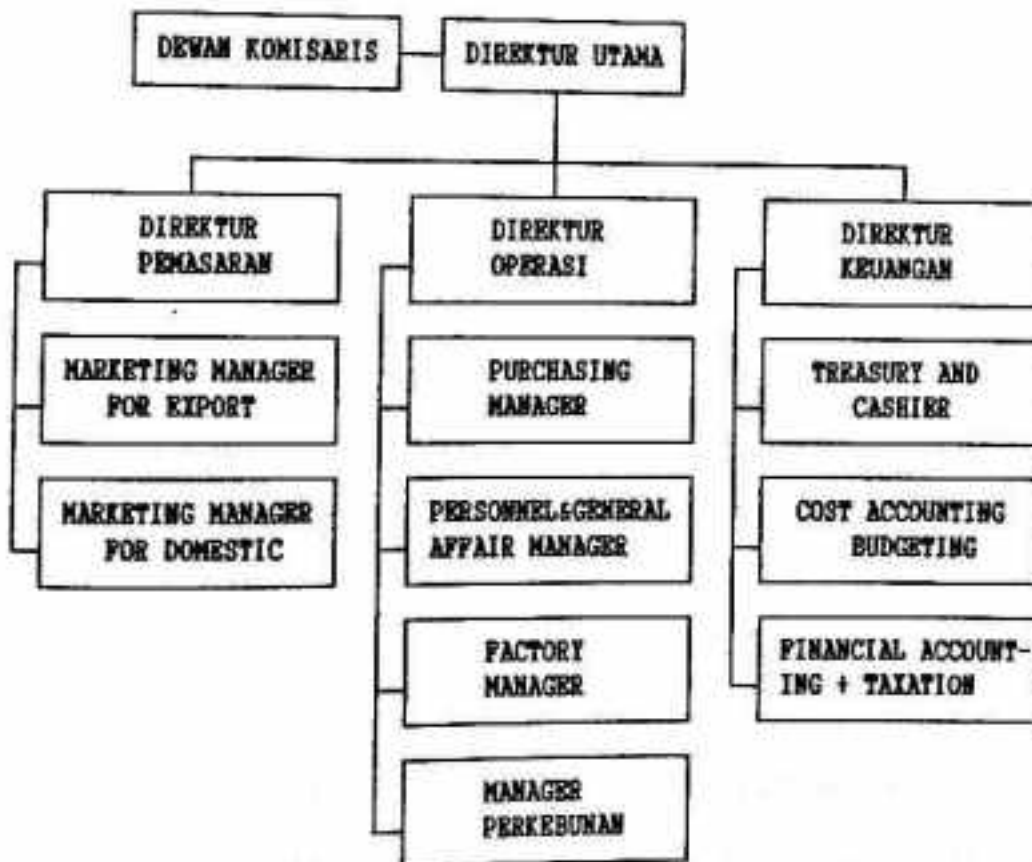 DEWAN KOMISARIS
DIREKTUR UTAMA
DIREKTUR
PEMASARAN
MARKETING MANAGER
FOR EXPORT
MARKETING MANAGER
FOR DOMESTIC
DIREKTUR
OPERASI
PURCHASING
MANAGER
PERSONNEL&GENERAL
AFFAIR MANAGER
FACTORY
MANAGER
MANAGER
PERKEBUNAN
DIREKTUR
KEUANGAN
TREASURY AND
CASHIER
COST ACCOUNTING
BUDGETING
FINANCIAL ACCOUNT-
ING + TAXATION